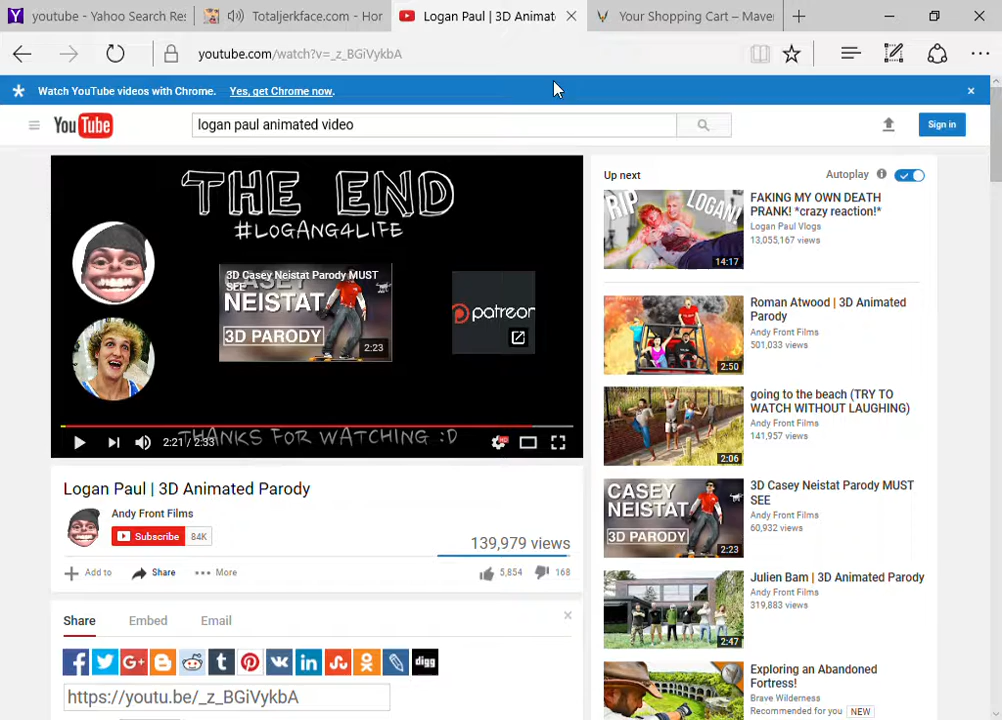 youtube - Yahoo Search Res
Totaljerkface.com - Hor
Logan Paul | 3D Animat
Your Shopping Cart – Maver
youtube.com/watch?v=_z_BGiVykbA
Watch YouTube videos with Chrome. Yes, get Chrome now.
YouTube
logan paul animated video
Sign in
THE END
#LOGANG4LIFE
3D Casey Neistat Parody MUST
SEE
CASEY
NEISTAT
3D PARODY
2:23
patreon
THANKS FOR WATCHING :D
2:21 / 2:33
HD
Logan Paul | 3D Animated Parody
Andy Front Films
Subscribe 84K
139,979 views
Add to
Share
More
5,854
168
Share
Embed
Email
digg
https://youtu.be/_z_BGiVykbA
Up next
Autoplay
RIP LOGAN!
14:17
FAKING MY OWN DEATH
PRANK! *crazy reaction!*
Logan Paul Vlogs
13,055,167 views
2:50
Roman Atwood | 3D Animated
Parody
Andy Front Films
501,033 views
2:06
going to the beach (TRY TO
WATCH WITHOUT LAUGHING)
Andy Front Films
141,957 views
CASEY
NEISTAT
3D PARODY
2:23
3D Casey Neistat Parody MUST
SEE
Andy Front Films
60,932 views
2:47
Julien Bam | 3D Animated Parody
Andy Front Films
319,883 views
Exploring an Abandoned
Fortress!
Brave Wilderness
Recommended for you NEW